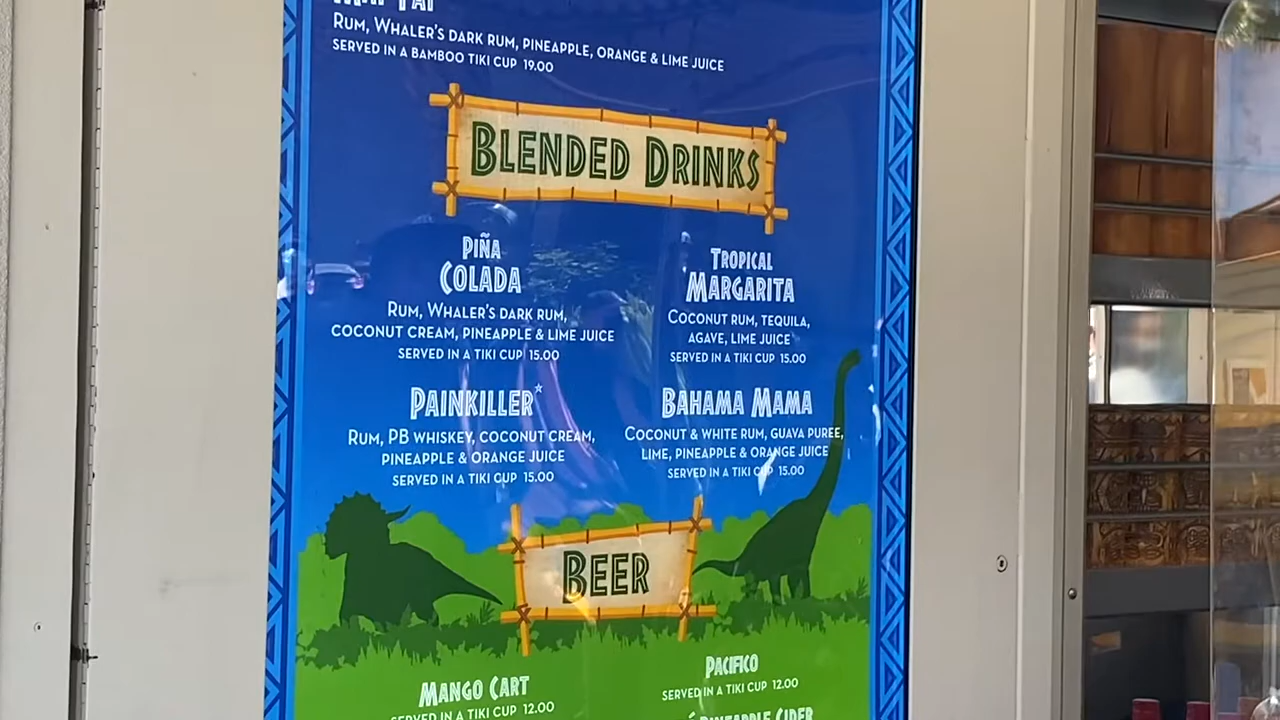 MAI TAI
RUM, WHALER'S DARK RUM, PINEAPPLE, ORANGE & LIME JUICE
SERVED IN A BAMBOO TIKI CUP 19.00
BLENDED DRINKS
PIÑA
COLADA
RUM, WHALER'S DARK RUM,
COCONUT CREAM, PINEAPPLE & LIME JUICE
SERVED IN A TIKI CUP 15.00
TROPICAL
MARGARITA
COCONUT RUM, TEQUILA,
AGAVE, LIME JUICE
SERVED IN A TIKI CUP 15.00
PAINKILLER*
RUM, PB WHISKEY, COCONUT CREAM,
PINEAPPLE & ORANGE JUICE
SERVED IN A TIKI CUP 15.00
BAHAMA MAMA
COCONUT & WHITE RUM, GUAVA PUREE,
LIME, PINEAPPLE & ORANGE JUICE
SERVED IN A TIKI CUP 15.00
BEER
MANGO CART
SERVED IN A TIKI CUP 12.00
PACIFICO
SERVED IN A TIKI CUP 12.00
PINEAPPLE CIDER